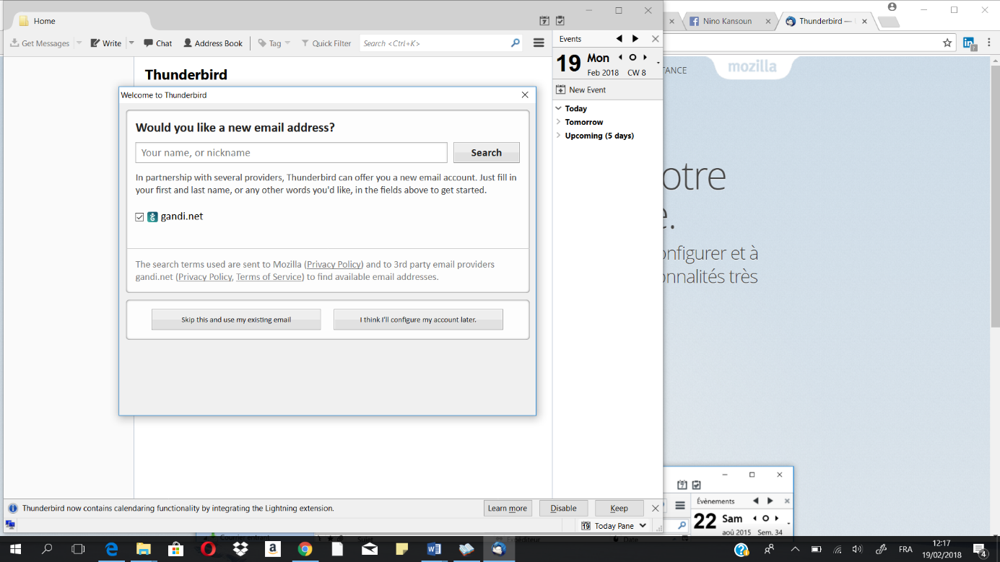 Home
Nino Kansoun
Thunderbird —
Get Messages
Write
Chat
Address Book
Tag
Quick Filter
Search <Ctrl+K>
Events
19 Mon
Feb 2018 CW 8
New Event
Today
Tomorrow
Upcoming (5 days)
TANCE
mozilla
Thunderbird
Welcome to Thunderbird
Would you like a new email address?
Your name, or nickname
Search
In partnership with several providers, Thunderbird can offer you a new email account. Just fill in
your first and last name, or any other words you'd like, in the fields above to get started.
gandi.net
The search terms used are sent to Mozilla (Privacy Policy) and to 3rd party email providers
gandi.net (Privacy Policy, Terms of Service) to find available email addresses.
Skip this and use my existing email
I think I'll configure my account later.
otre
e.
onfigurer et à
onnalités très
Évènements
22 Sam
août 2015 Sem. 34
Thunderbird now contains calendaring functionality by integrating the Lightning extension.
Learn more
Disable
Keep
19 Today Pane
Courrier entrant
Sujet
Expéditeur
Date
FRA
12:17
19/02/2018
4